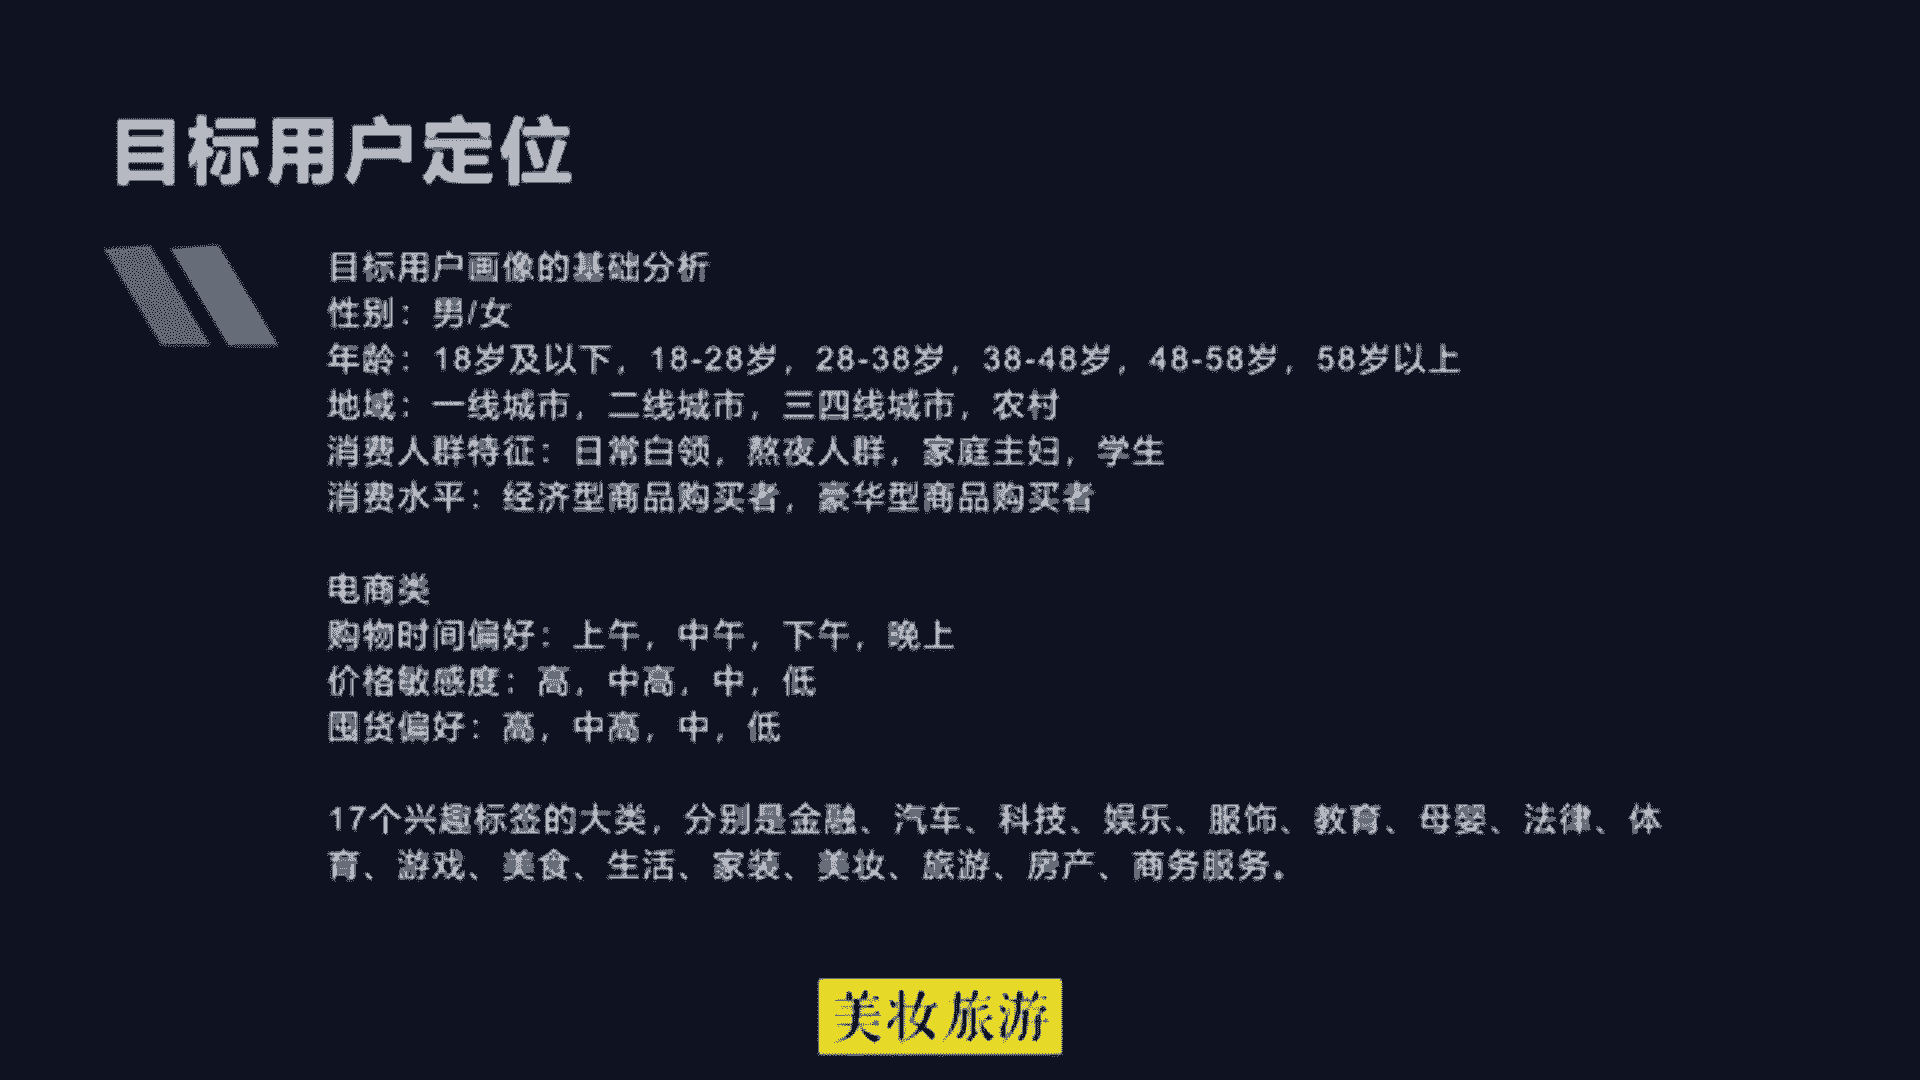 目标用户定位
目标用户画像的基础分析
性别：男/女
年龄：18岁及以下，18-28岁，28-38岁，38-48岁，48-58岁，58岁以上
地域：一线城市，二线城市，三四线城市，农村
消费人群特征：日常白领，熬夜人群，家庭主妇，学生
消费水平：经济型商品购买者，豪华型商品购买者
电商类
购物时间偏好：上午，中午，下午，晚上
价格敏感度：高，中高，中，低
囤货偏好：高，中高，中，低
17个兴趣标签的大类，分别是金融、汽车、科技、娱乐、服饰、教育、母婴、法律、体
育、游戏、美食、生活、家装、美妆、旅游、房产、商务服务。
美妆旅游